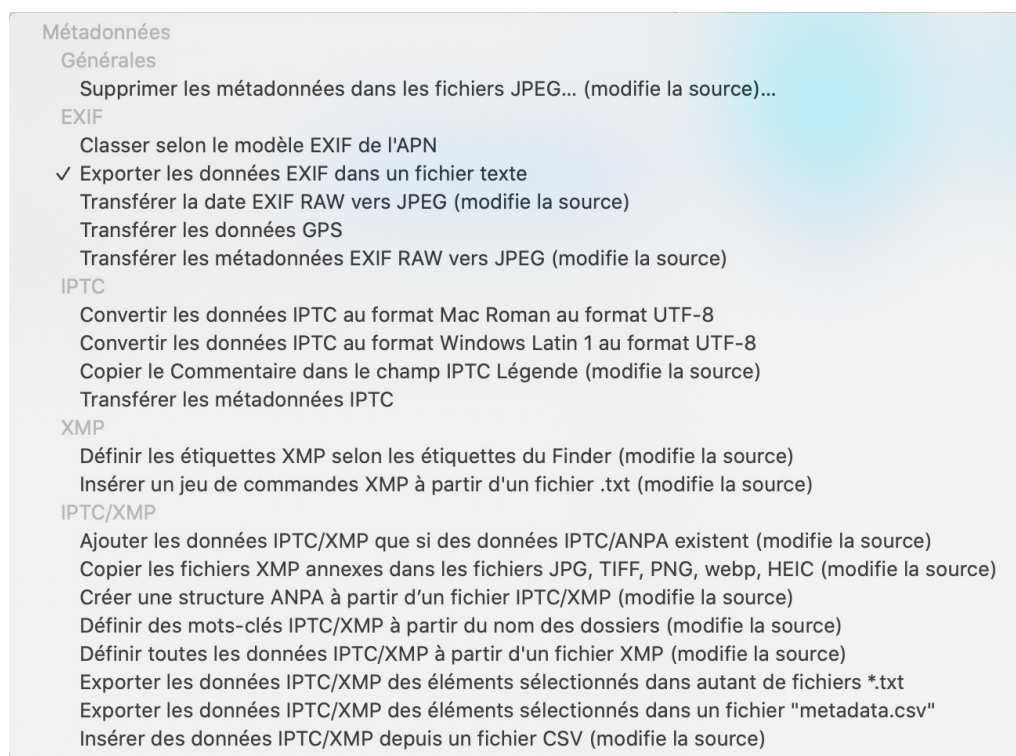 Métadonnées
Générales
Supprimer les métadonnées dans les fichiers JPEG... (modifie la source)...
EXIF
Classer selon le modèle EXIF de l'APN
✓ Exporter les données EXIF dans un fichier texte
Transférer la date EXIF RAW vers JPEG (modifie la source)
Transférer les données GPS
Transférer les métadonnées EXIF RAW vers JPEG (modifie la source)
IPTC
Convertir les données IPTC au format Mac Roman au format UTF-8
Convertir les données IPTC au format Windows Latin 1 au format UTF-8
Copier le Commentaire dans le champ IPTC Légende (modifie la source)
Transférer les métadonnées IPTC
XMP
Définir les étiquettes XMP selon les étiquettes du Finder (modifie la source)
Insérer un jeu de commandes XMP à partir d'un fichier .txt (modifie la source)
IPTC/XMP
Ajouter les données IPTC/XMP que si des données IPTC/ANPA existent (modifie la source)
Copier les fichiers XMP annexes dans les fichiers JPG, TIFF, PNG, webp, HEIC (modifie la source)
Créer une structure ANPA à partir d’un fichier IPTC/XMP (modifie la source)
Définir des mots-clés IPTC/XMP à partir du nom des dossiers (modifie la source)
Définir toutes les données IPTC/XMP à partir d'un fichier XMP (modifie la source)
Exporter les données IPTC/XMP des éléments sélectionnés dans autant de fichiers *.txt
Exporter les données IPTC/XMP des éléments sélectionnés dans un fichier "metadata.csv"
Insérer des données IPTC/XMP depuis un fichier CSV (modifie la source)